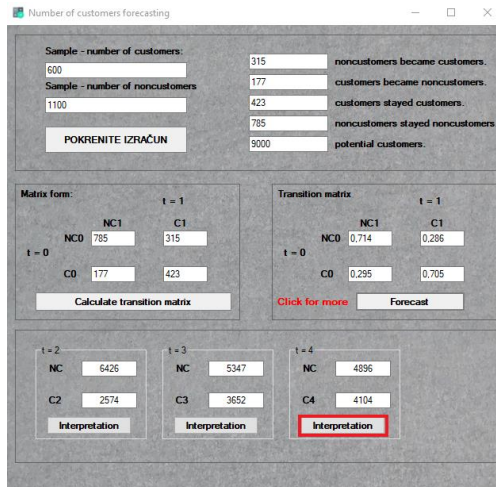 Number of customers forecasting
Sample - number of customers:
600
Sample - number of noncustomers
1100
POKRENITE IZRAČUN
315 noncustomers became customers.
177 customers became noncustomers.
423 customers stayed customers.
785 noncustomers stayed noncustomers
9000 potential customers.
Matrix form:
t = 1
NC1 C1
NC0 785 315
t = 0
C0 177 423
Calculate transition matrix
Transition matrix
t = 1
NC1 C1
NC0 0,714 0,286
t = 0
C0 0,295 0,705
Click for more Forecast
t = 2
NC 6426
C2 2574
Interpretation
t = 3
NC 5347
C3 3652
Interpretation
t = 4
NC 4896
C4 4104
Interpretation